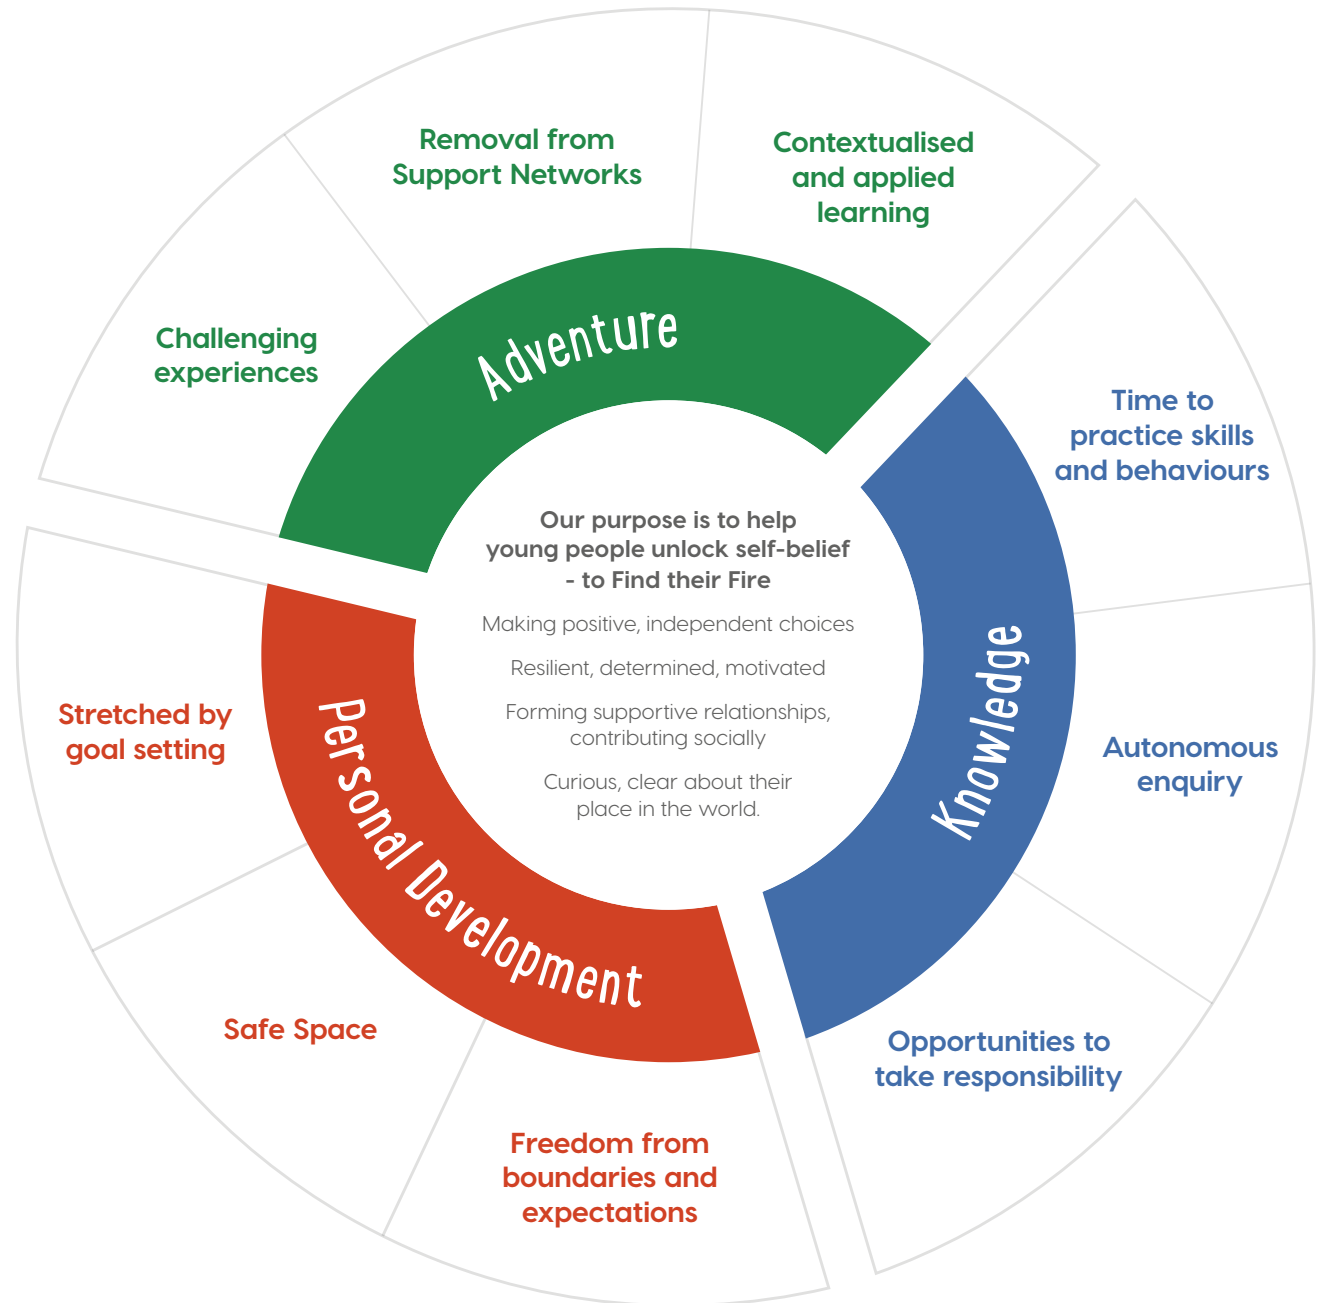 Removal from
Support Networks
Contextualised
and applied
learning
Challenging
experiences
Adventure
Time to
practice skills
and behaviours
Our purpose is to help
young people unlock self-belief
- to Find their Fire
Making positive, independent choices
Resilient, determined, motivated
Forming supportive relationships,
contributing socially
Curious, clear about their
place in the world.
Knowledge
Autonomous
enquiry
Opportunities to
take responsibility
Stretched by
goal setting
Personal Development
Safe Space
Freedom from
boundaries and
expectations